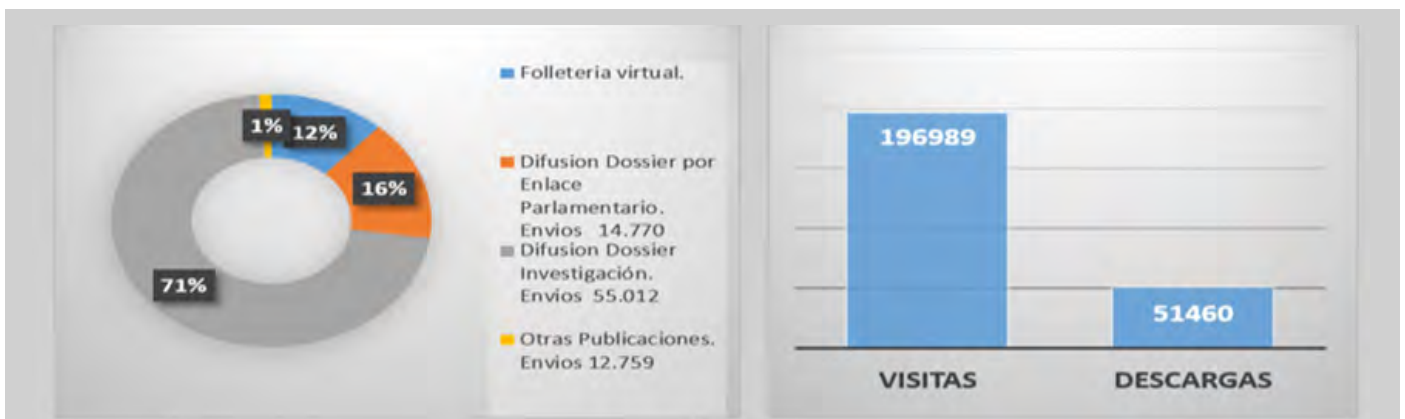 1%
12%
16%
71%
Folleteria virtual.
Difusion Dossier por
Enlace
Parlamentario.
Envios 14.770
Difusion Dossier
Investigación.
Envios 55.012
Otras Publicaciones.
Envios 12.759
196989
51460
VISITAS
DESCARGAS